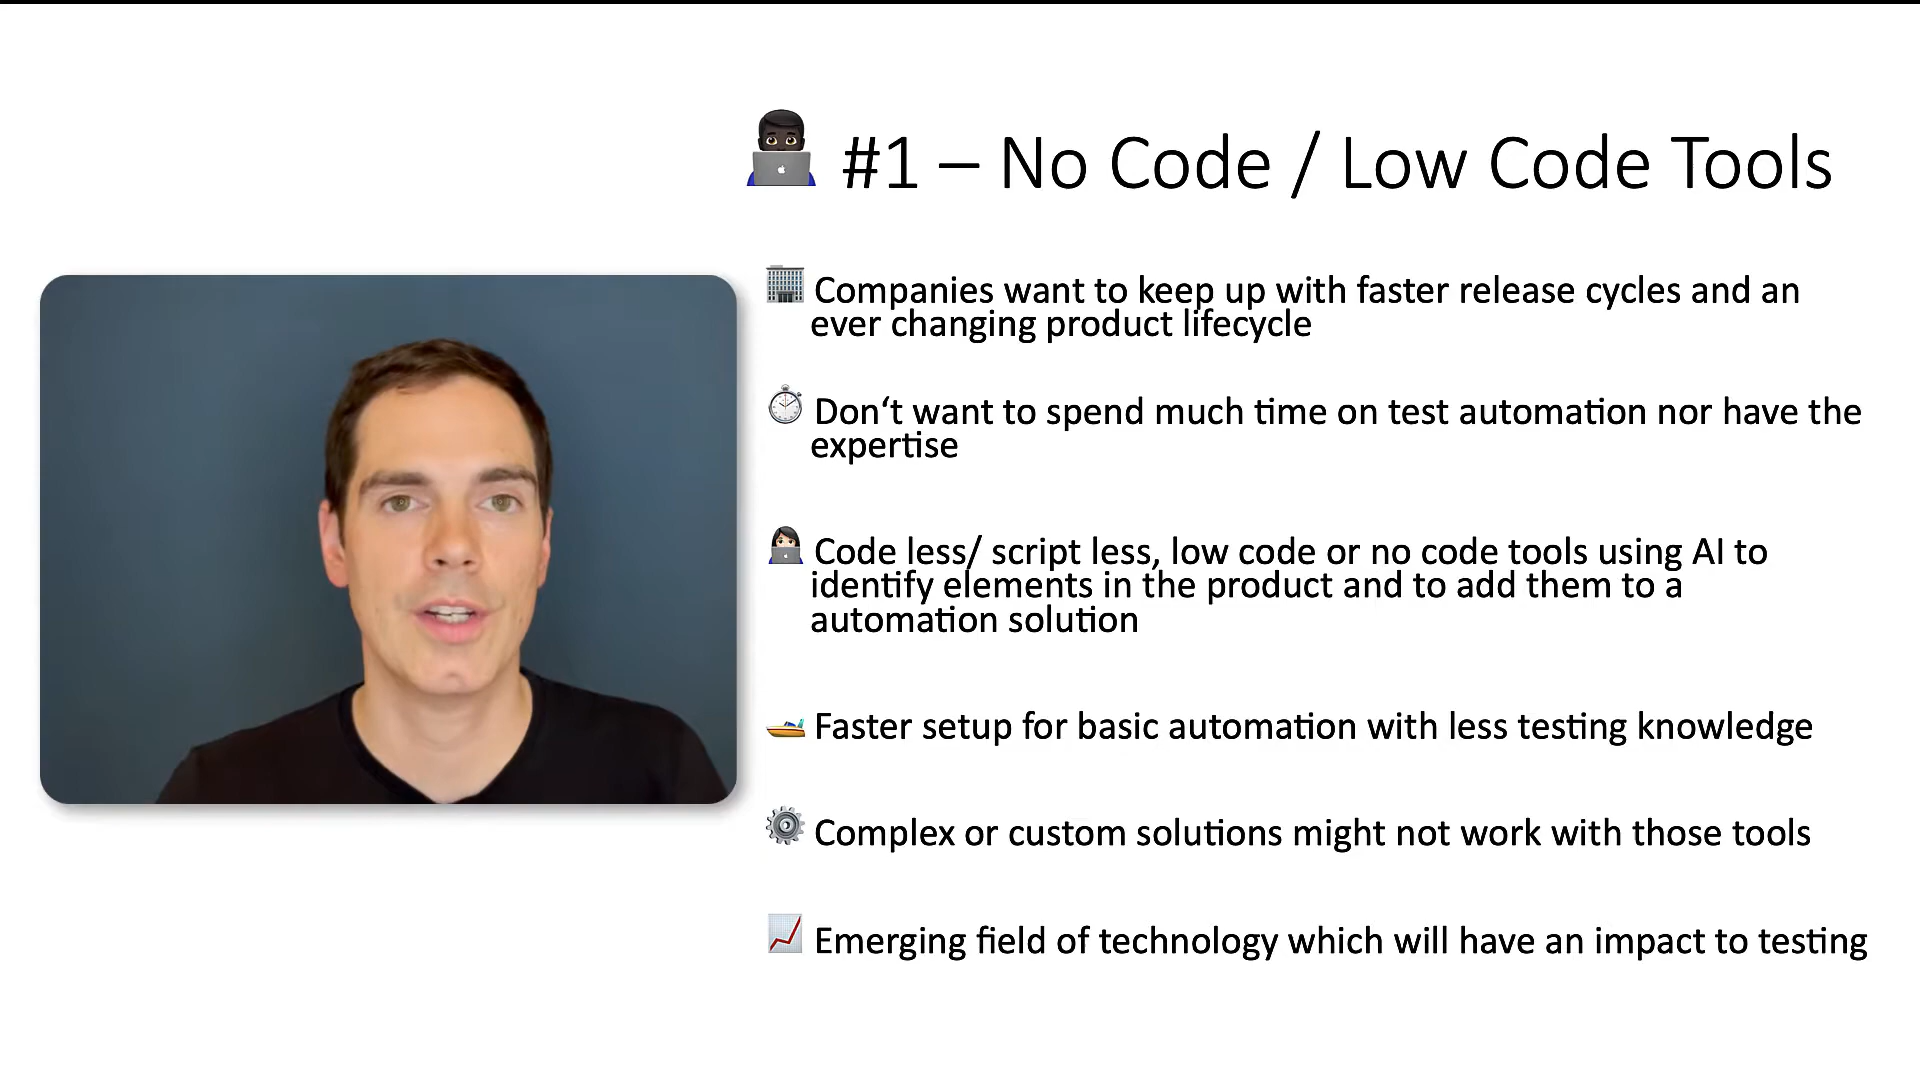 #1 – No Code / Low Code Tools
Companies want to keep up with faster release cycles and an
ever changing product lifecycle
Don‘t want to spend much time on test automation nor have the
expertise
Code less/ script less, low code or no code tools using AI to
identify elements in the product and to add them to a
automation solution
Faster setup for basic automation with less testing knowledge
Complex or custom solutions might not work with those tools
Emerging field of technology which will have an impact to testing